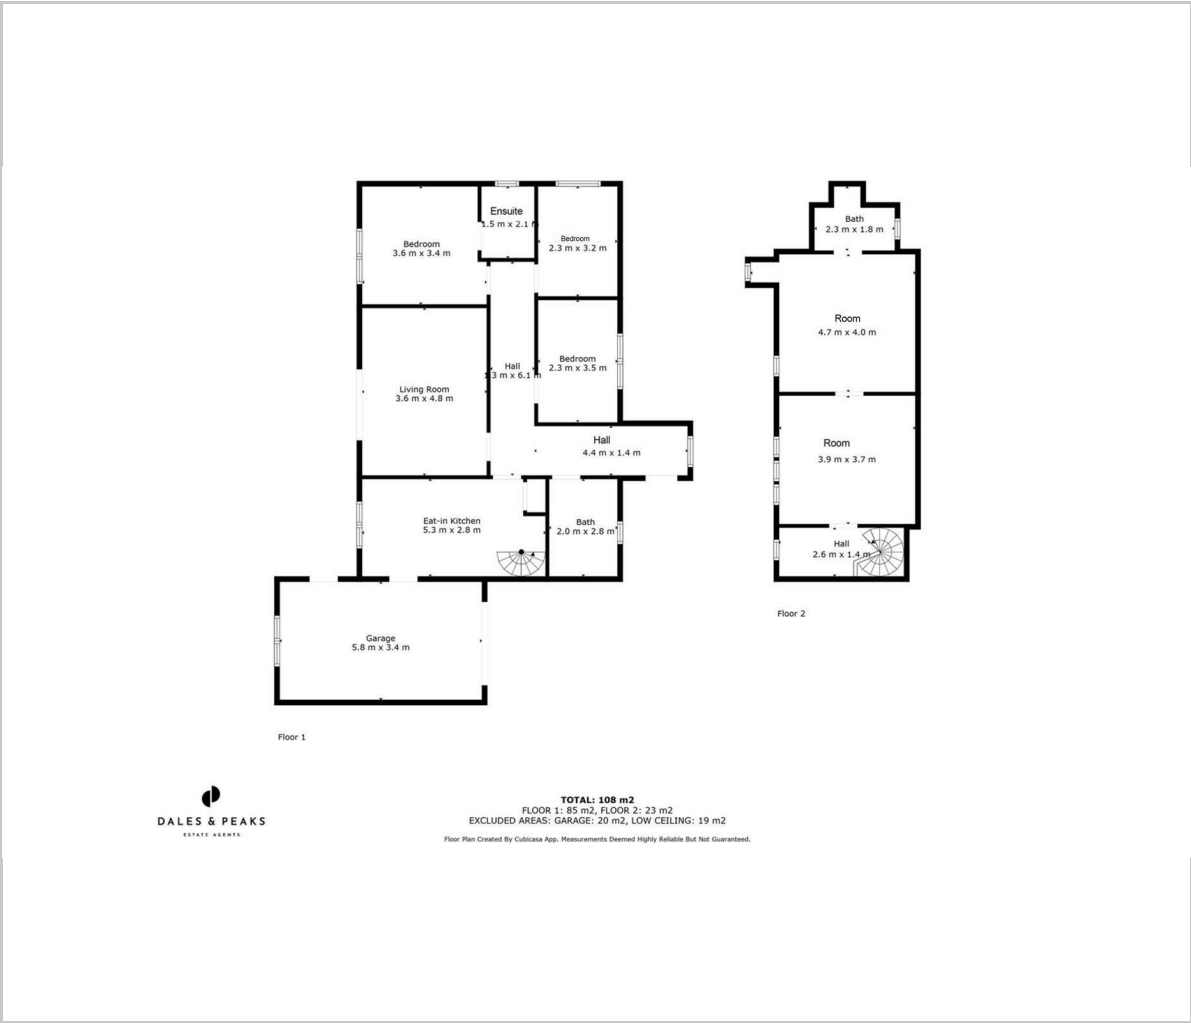 Ensuite
1.5 m x 2.1 m
Bedroom
3.6 m x 3.4 m
Bedroom
2.3 m x 3.2 m
Bath
2.3 m x 1.8 m
Room
4.7 m x 4.0 m
Bedroom
2.3 m x 3.5 m
Hall
1.3 m x 6.1 m
Living Room
3.6 m x 4.8 m
Hall
4.4 m x 1.4 m
Room
3.9 m x 3.7 m
Eat-in Kitchen
5.3 m x 2.8 m
Bath
2.0 m x 2.8 m
Hall
2.6 m x 1.4 m
Floor 2
Garage
5.8 m x 3.4 m
Floor 1
DALES & PEAKS
ESTATE AGENTS
TOTAL: 108 m2
FLOOR 1: 85 m2, FLOOR 2: 23 m2
EXCLUDED AREAS: GARAGE: 20 m2, LOW CEILING: 19 m2
Floor Plan Created By Cubicasa App. Measurements Deemed Highly Reliable But Not Guaranteed.